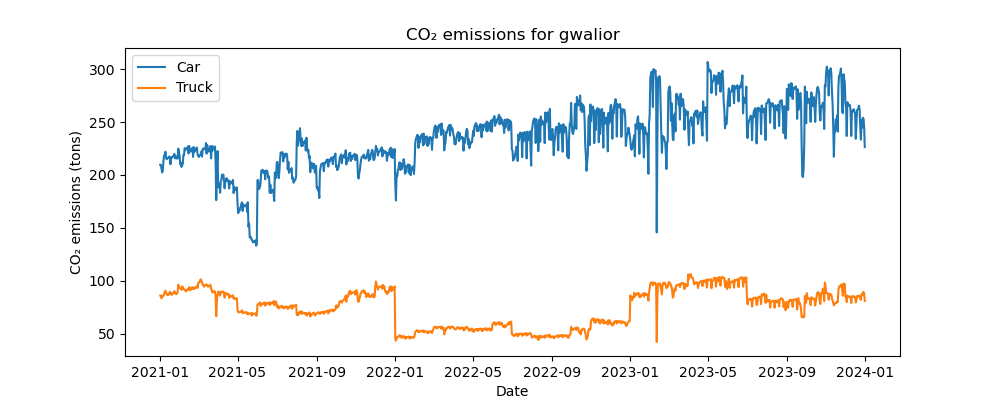 CO₂ emissions for gwalior
Car
Truck
300
250
200
150
100
50
CO₂ emissions (tons)
2021-01 2021-05 2021-09 2022-01 2022-05 2022-09 2023-01 2023-05 2023-09 2024-01
Date